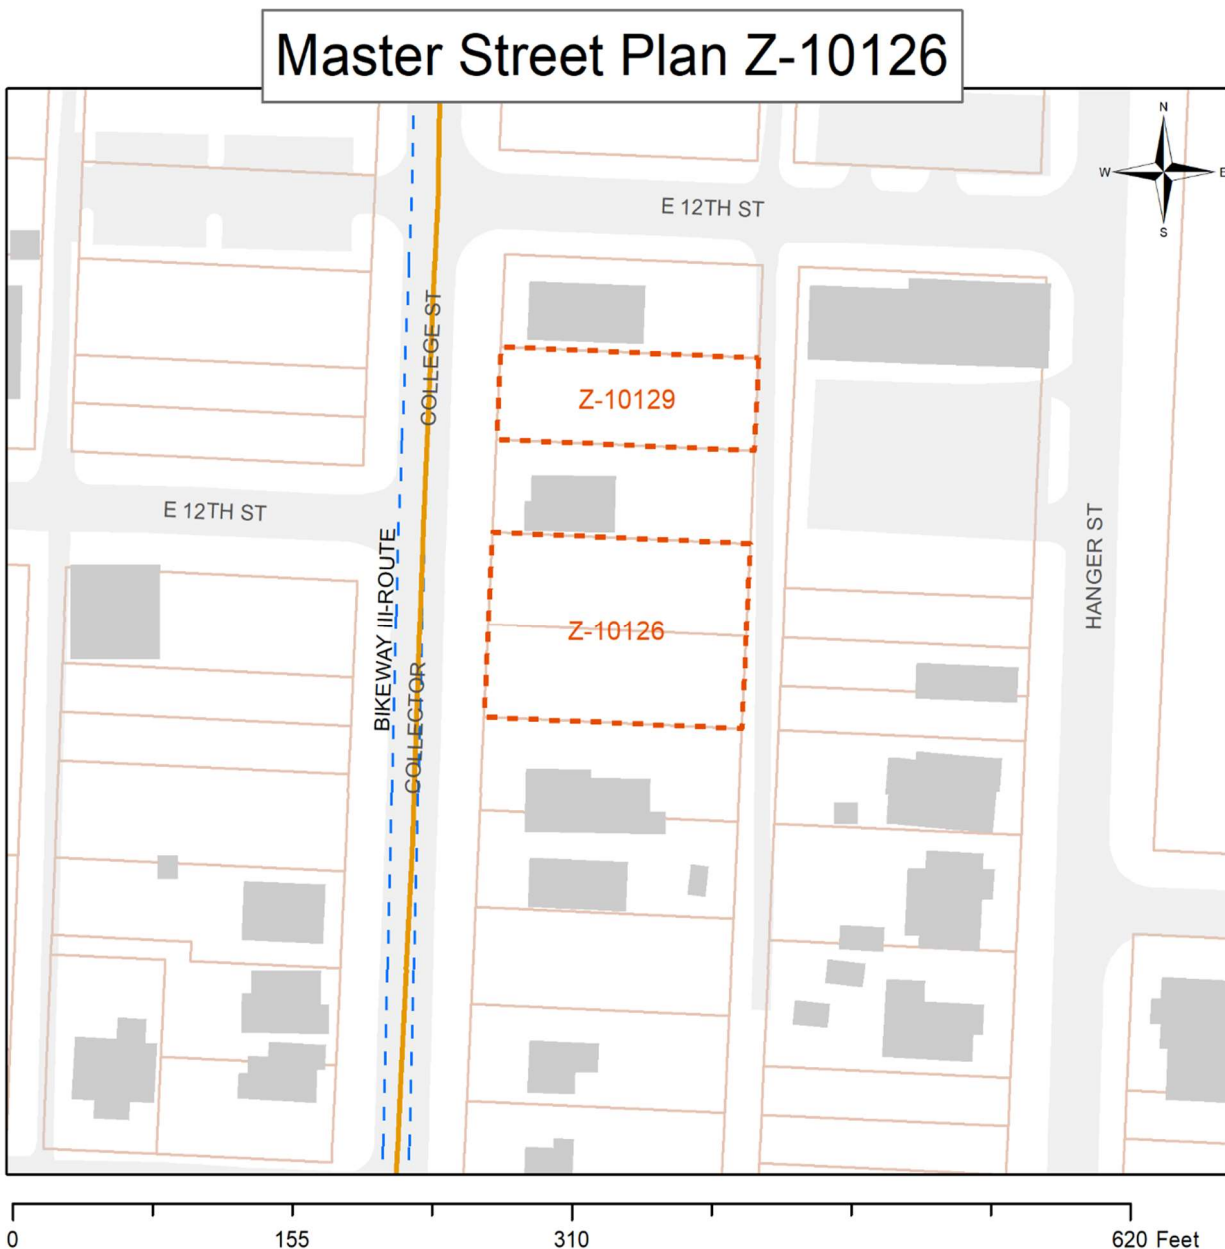 Master Street Plan Z-10126
N
W
E
S
E 12TH ST
COLLEGE ST
Z-10129
E 12TH ST
BIKEWAY III-ROUTE
HANGER ST
Z-10126
COLLECTOR
0
155
310
620 Feet